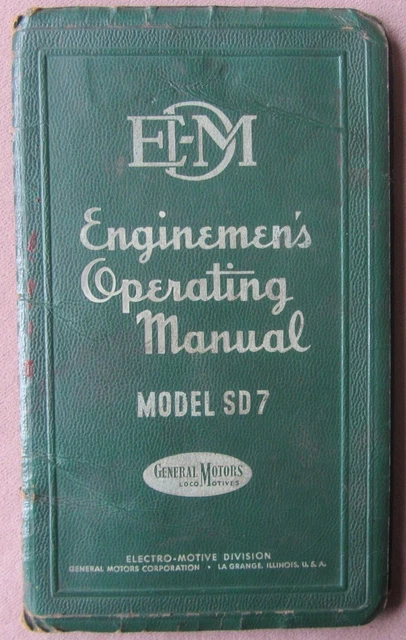 EMD
Enginemen's
Operating
Manual
MODEL SD7
GENERAL MOTORS
LOCOMOTIVES
ELECTRO-MOTIVE DIVISION
GENERAL MOTORS CORPORATION • LA GRANGE, ILLINOIS, U. S. A.